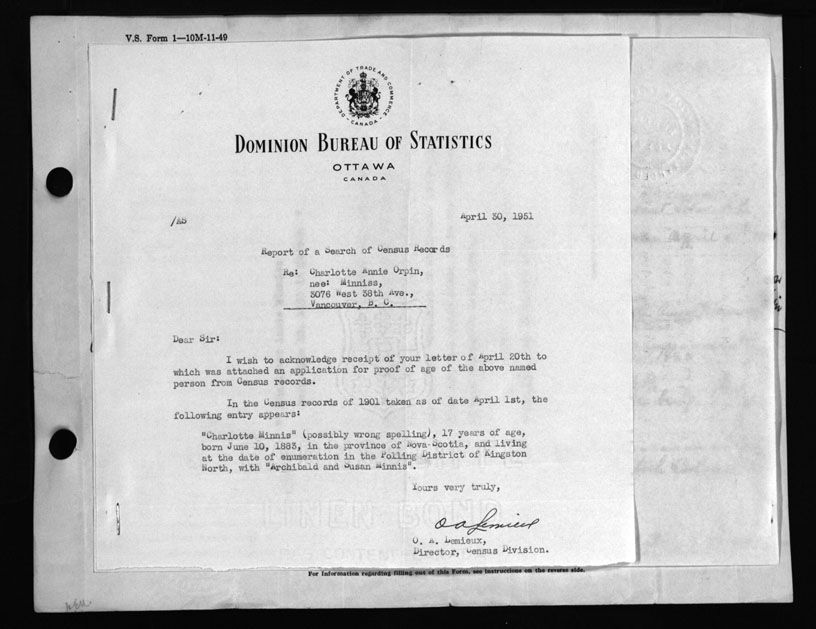 V.S. Form 1—10M-11-49
DEPARTMENT OF TRADE AND COMMERCE
CANADA
DOMINION BUREAU OF STATISTICS
OTTAWA
CANADA
/AS
April 30, 1951
Report of a Search of Census Records
Re: Charlotte Annie Orpin,
nee: Minniss,
3076 West 38th Ave.,
Vancouver, B. C.
Dear Sir:
I wish to acknowledge receipt of your letter of April 20th to
which was attached an application for proof of age of the above named
person from Census records.
In the Census records of 1901 taken as of date April 1st, the
following entry appears:
"Charlotte Minnis" (possibly wrong spelling), 17 years of age,
born June 10, 1883, in the province of Nova-Scotia, and living
at the date of enumeration in the Polling District of Kingston
North, with "Archibald and Susan Minnis".
Yours very truly,
O A Lemieux
O. A. Lemieux,
Director, Census Division.
LINEN BOND
For Information regarding filling out of this Form, see instructions on the reverse side.